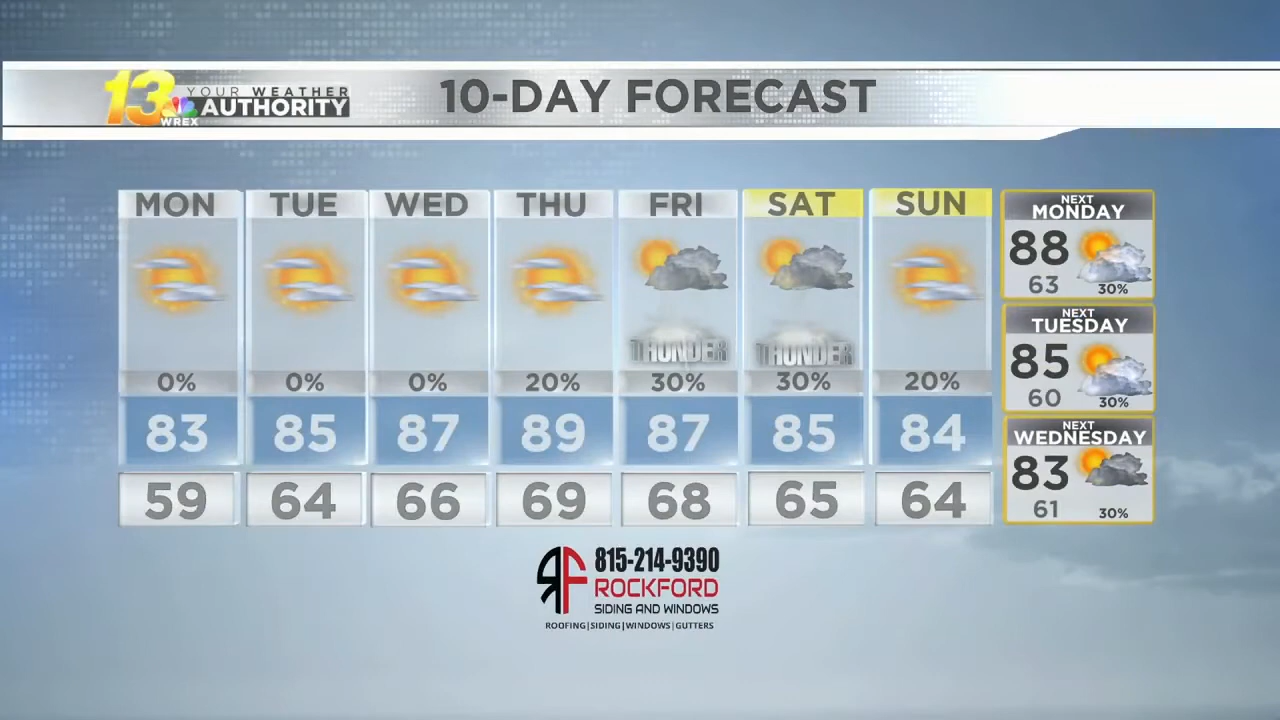 13 YOUR WEATHER
AUTHORITY
WREX
10-DAY FORECAST
MON TUE WED THU FRI SAT SUN
THUNDER THUNDER
0% 0% 0% 20% 30% 30% 20%
83 85 87 89 87 85 84
59 64 66 69 68 65 64
NEXT
MONDAY
88
63 30%
NEXT
TUESDAY
85
60 30%
NEXT
WEDNESDAY
83
61 30%
RF 815-214-9390
ROCKFORD
SIDING AND WINDOWS
ROOFING|SIDING|WINDOWS|GUTTERS